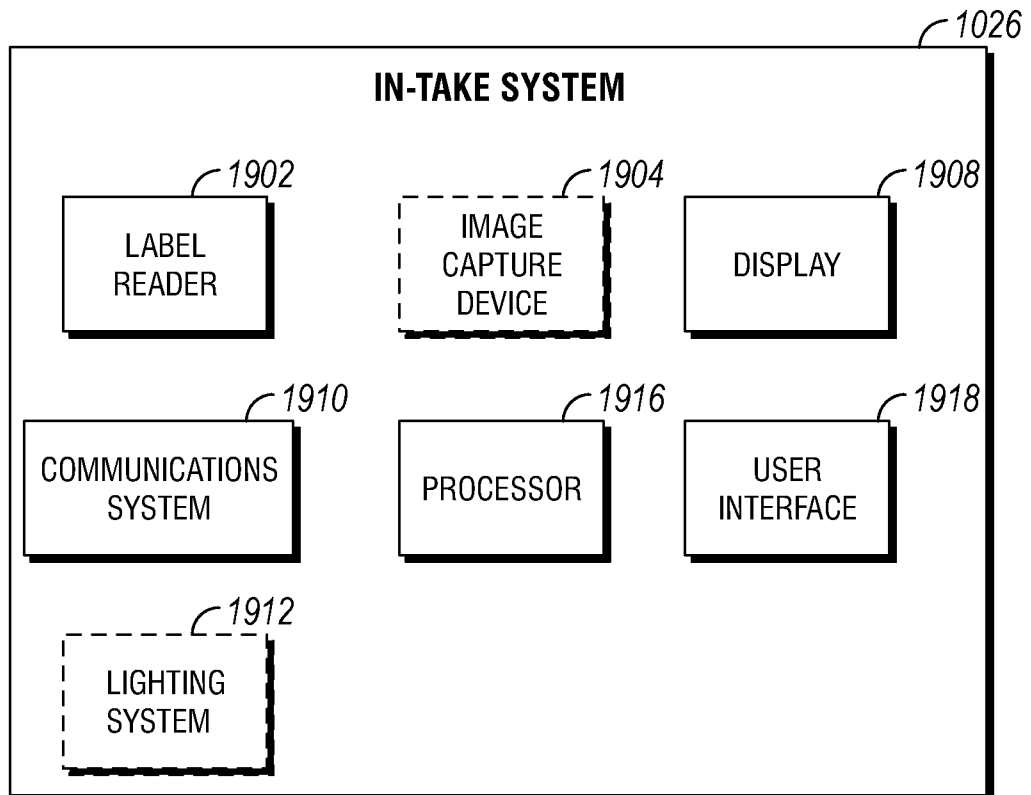 1026
IN-TAKE SYSTEM
1902
LABEL
READER
1904
IMAGE
CAPTURE
DEVICE
1908
DISPLAY
1910
COMMUNICATIONS
SYSTEM
1916
PROCESSOR
1918
USER
INTERFACE
1912
LIGHTING
SYSTEM